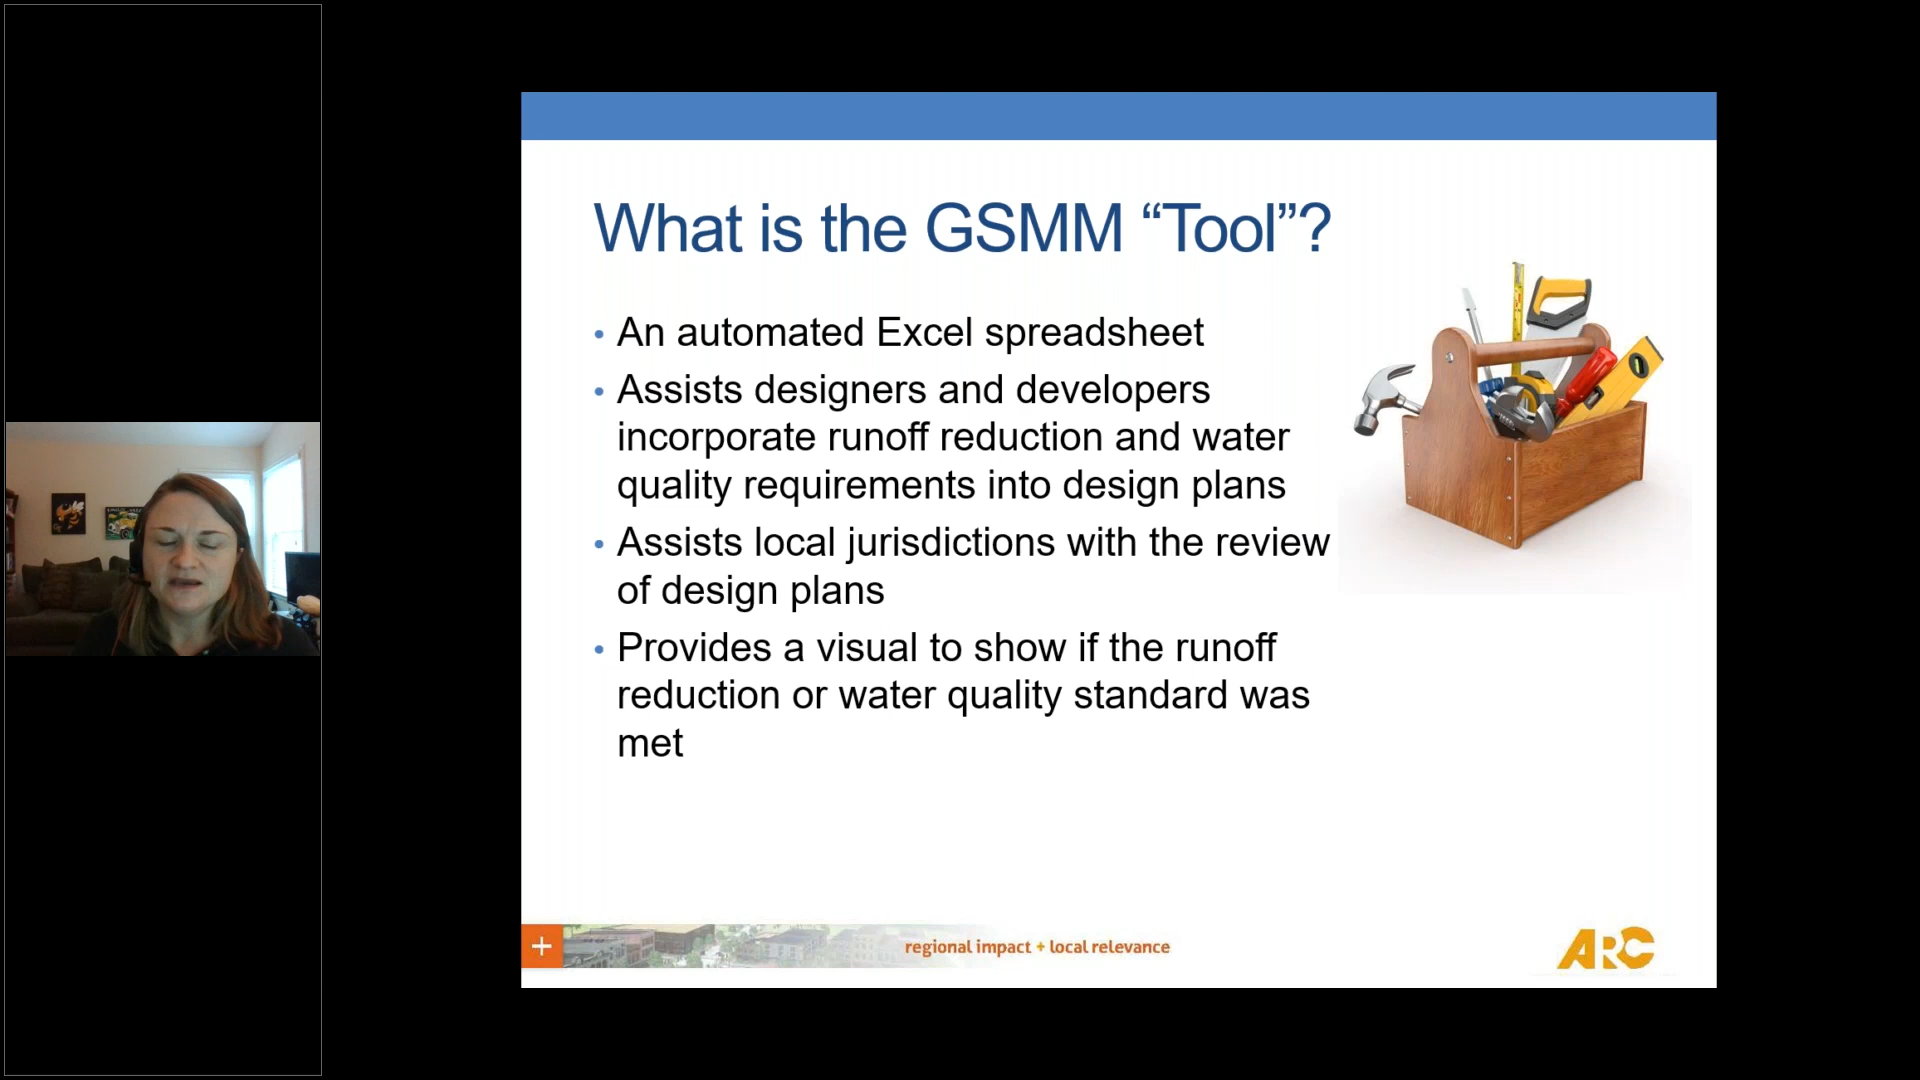 What is the GSMM “Tool”?
• An automated Excel spreadsheet
• Assists designers and developers
incorporate runoff reduction and water
quality requirements into design plans
• Assists local jurisdictions with the review
of design plans
• Provides a visual to show if the runoff
reduction or water quality standard was
met
+
regional impact + local relevance
ARC